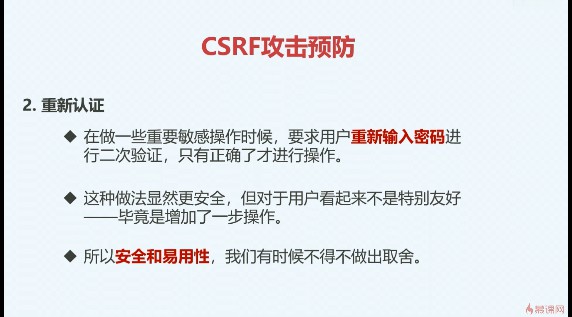 CSRF攻击预防
2. 重新认证
◆ 在做一些重要敏感操作时候，要求用户重新输入密码进
行二次验证，只有正确了才进行操作。
◆ 这种做法显然更安全，但对于用户看起来不是特别友好
——毕竟是增加了一步操作。
◆ 所以安全和易用性，我们有时候不得不做出取舍。
慕课网